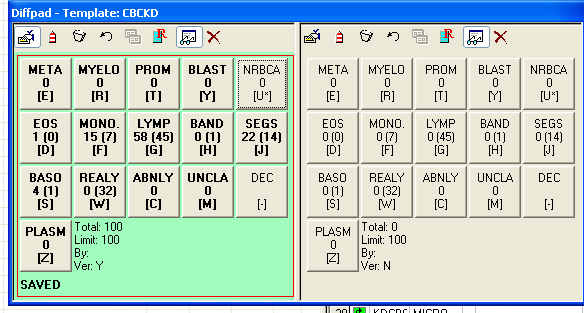 Diffpad - Template: CBCKD
META MYELO PROM BLAST NRBCA
0 0 0 0 0
[E] [R] [T] [Y] [U*]
EOS MONO. LYMP BAND SEGS
1 (0) 15 (7) 58 (45) 0 (1) 22 (14)
[D] [F] [G] [H] [J]
BASO REALY ABNLY UNCLA DEC
4 (1) 0 (32) 0 0
[S] [W] [C] [M] [-]
PLASM
0
[Z]
Total: 100
Limit: 100
By:
Ver: Y
SAVED
META MYELO PROM BLAST NRBCA
0 0 0 0 0
[E] [R] [T] [Y] [U*]
EOS MONO. LYMP BAND SEGS
0 (0) 0 (7) 0 (45) 0 (1) 0 (14)
[D] [F] [G] [H] [J]
BASO REALY ABNLY UNCLA DEC
0 (1) 0 (32) 0 0
[S] [W] [C] [M] [-]
PLASM
0
[Z]
Total: 0
Limit: 100
By:
Ver: N